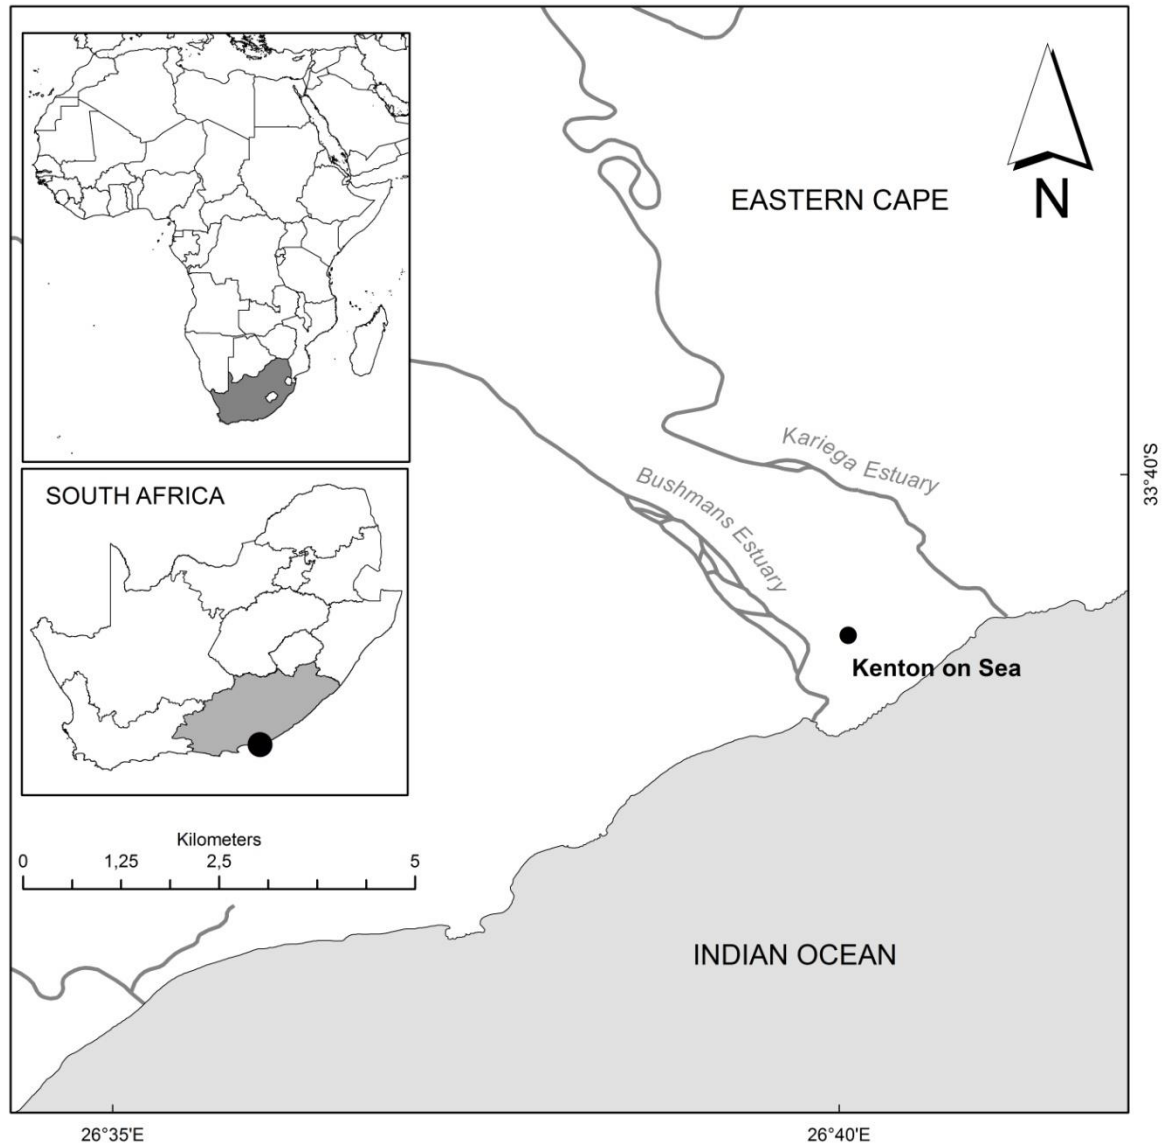 EASTERN CAPE
N
Kariega Estuary
Bushmans Estuary
33°40'S
SOUTH AFRICA
Kenton on Sea
Kilometers
0 1,25 2,5 5
INDIAN OCEAN
26°35'E 26°40'E